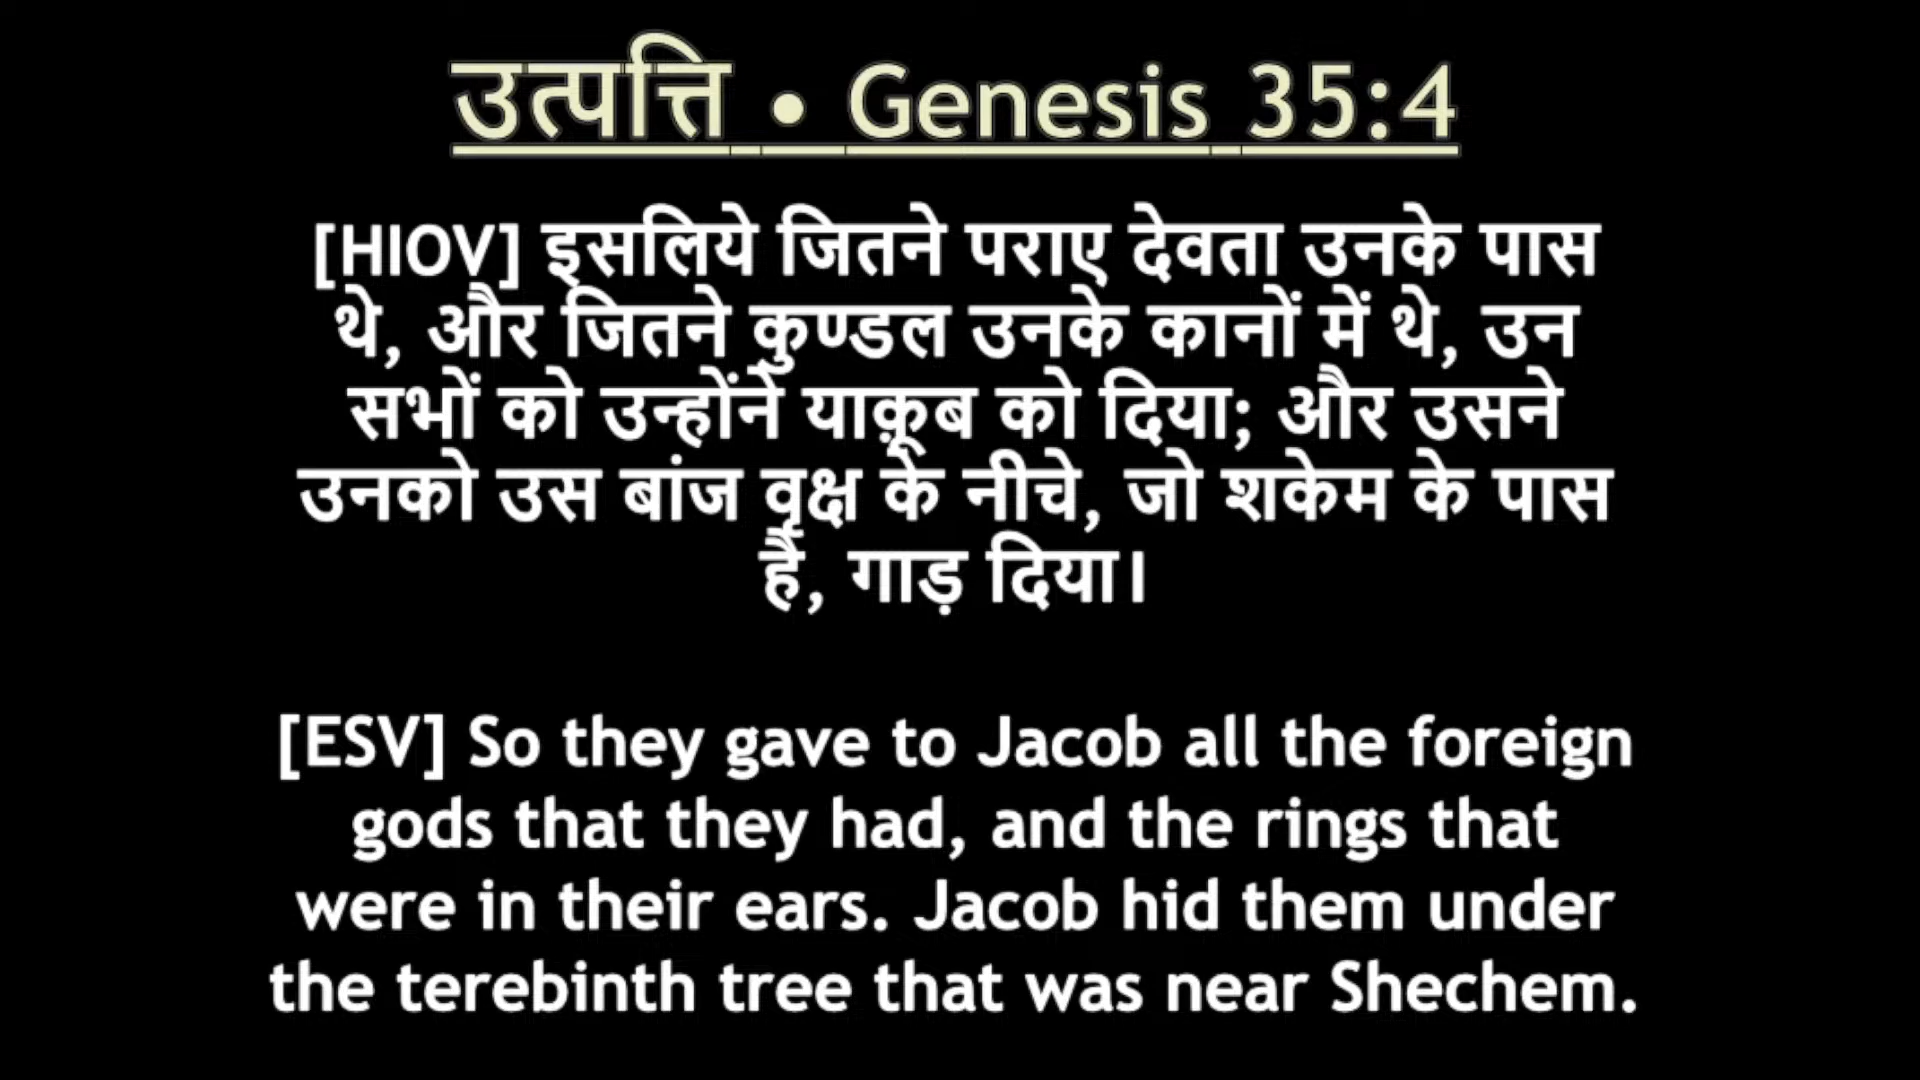 उत्पत्ति • Genesis 35:4
[HIOV] इसलिये जितने पराए देवता उनके पास
थे, और जितने कुण्डल उनके कानों में थे, उन
सभों को उन्होंने याक़ूब को दिया; और उसने
उनको उस बांज वृक्ष के नीचे, जो शकेम के पास
है, गाड़ दिया।
[ESV] So they gave to Jacob all the foreign
gods that they had, and the rings that
were in their ears. Jacob hid them under
the terebinth tree that was near Shechem.